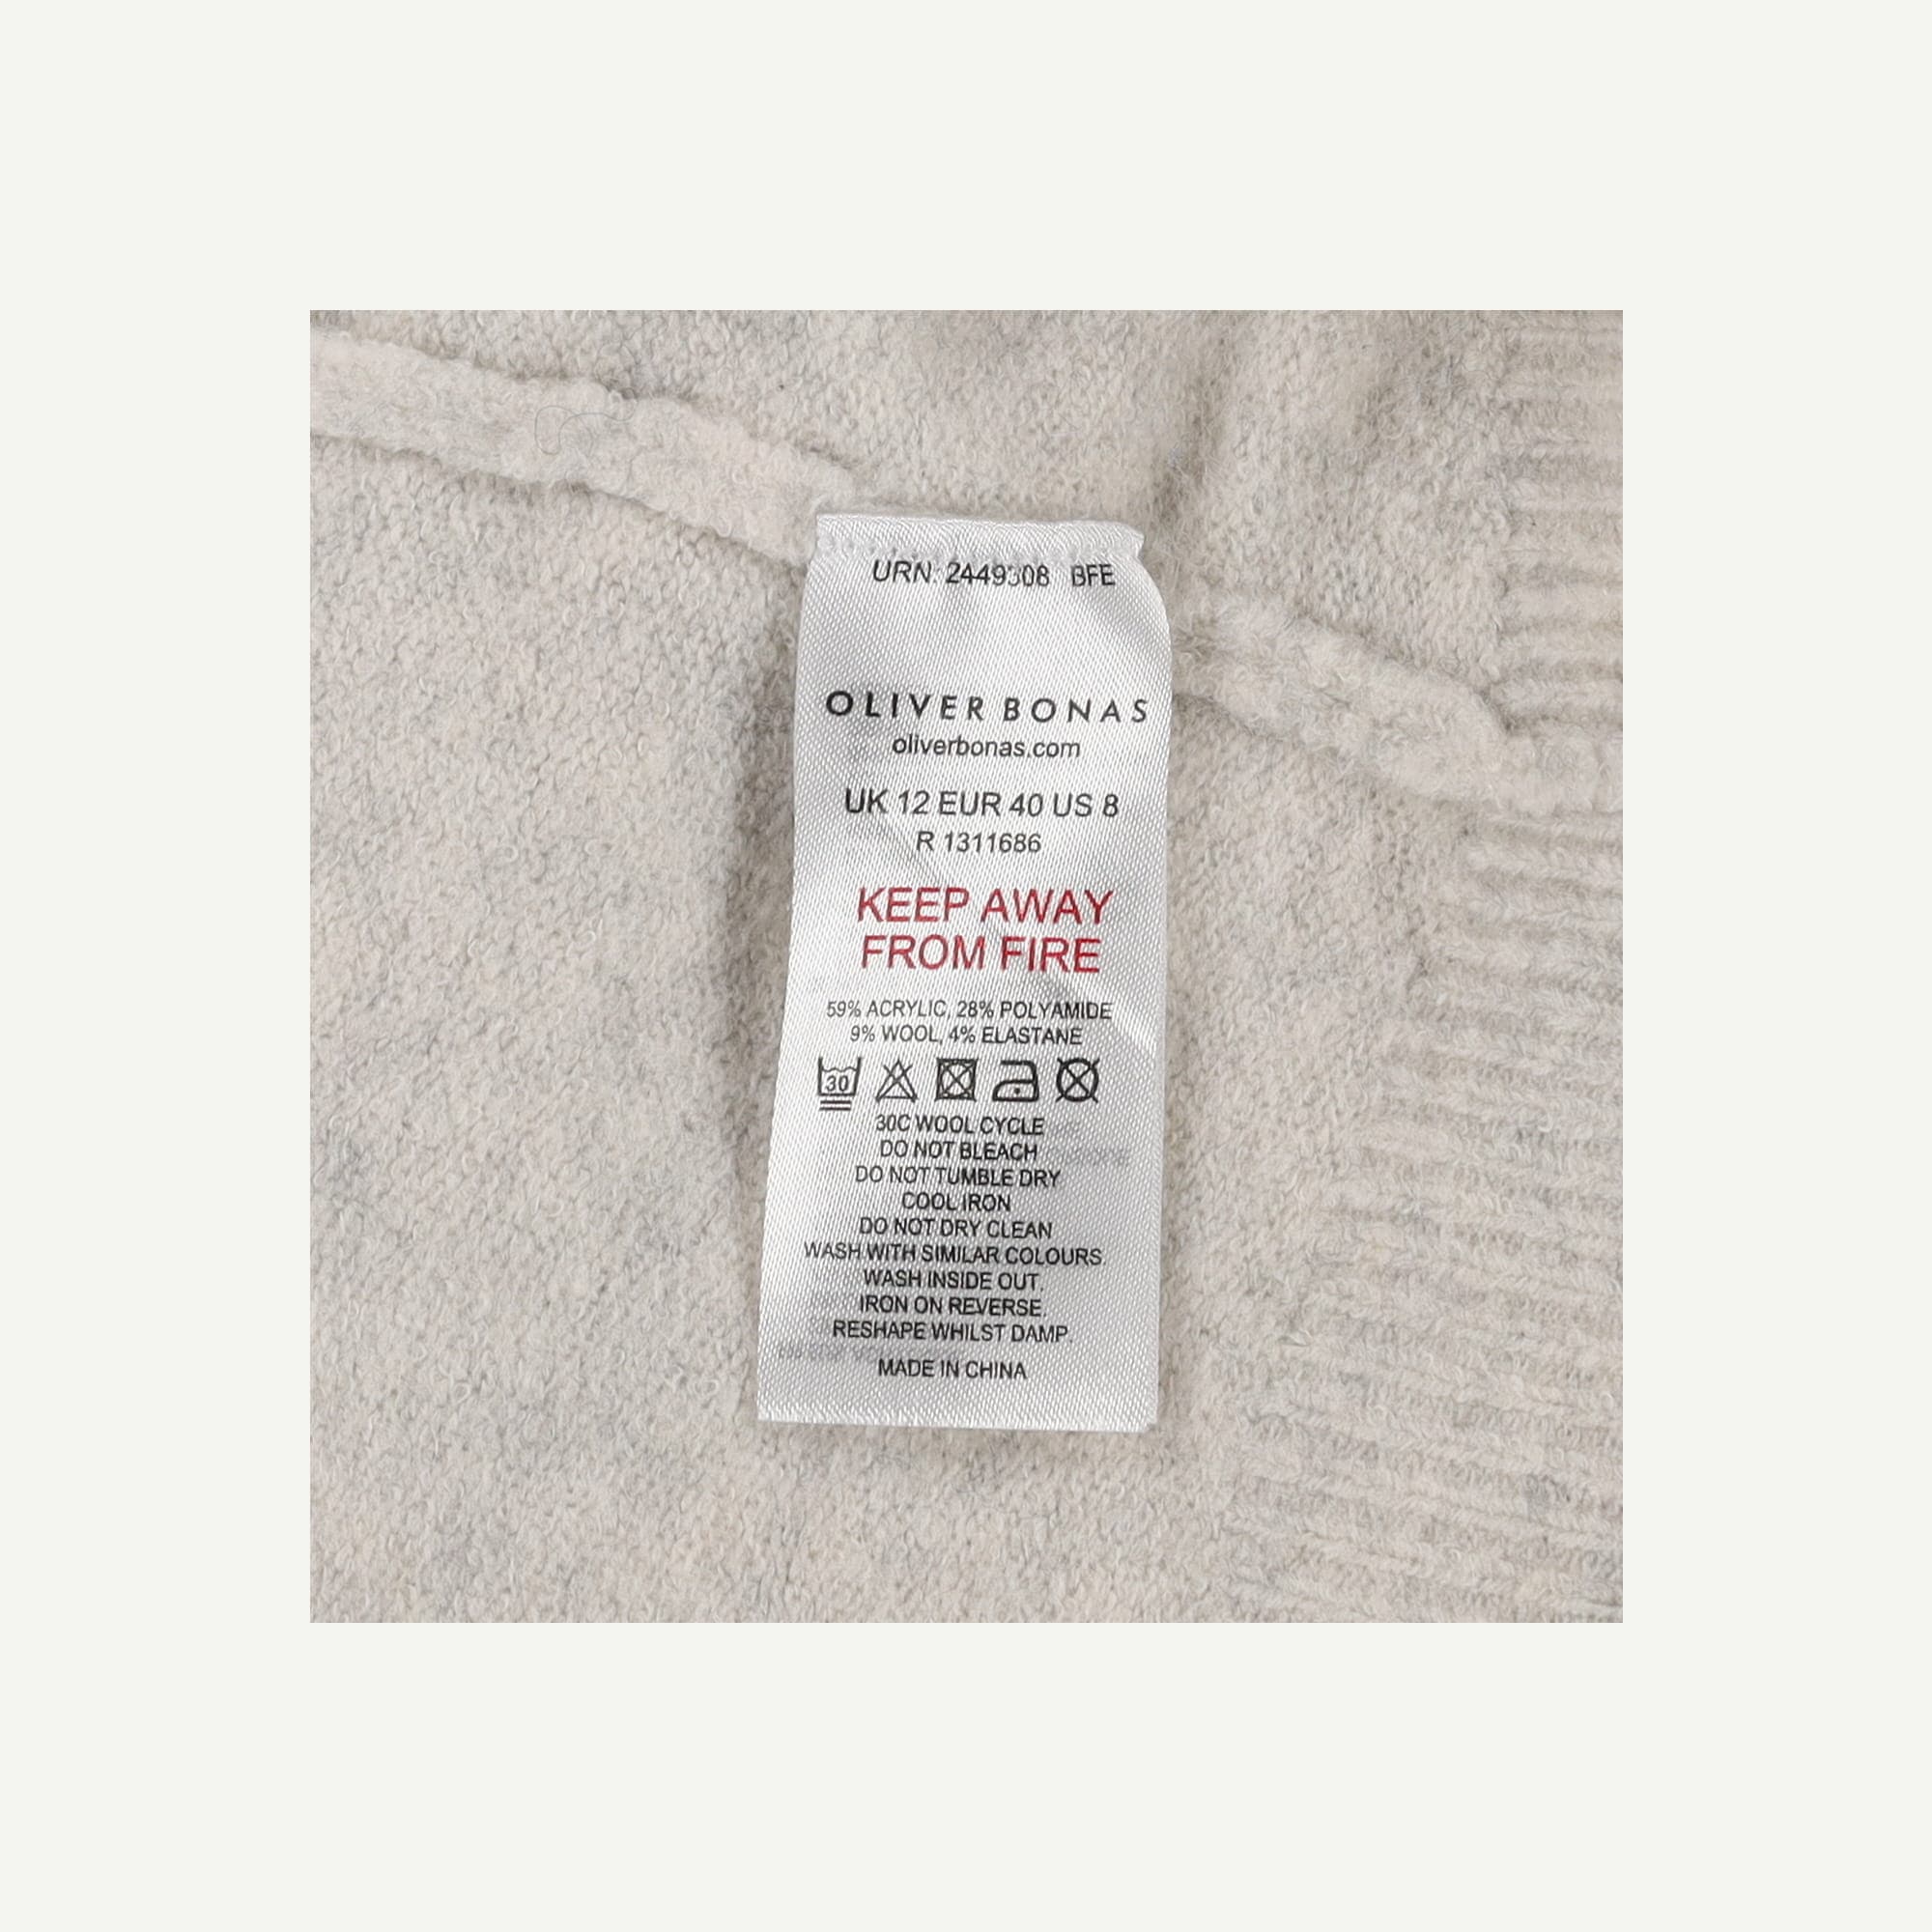 URN: 2449308 BFE
OLIVER BONAS
oliverbonas.com
UK 12 EUR 40 US 8
R 1311686
KEEP AWAY
FROM FIRE
59% ACRYLIC, 28% POLYAMIDE
9% WOOL, 4% ELASTANE
30
30C WOOL CYCLE
DO NOT BLEACH
DO NOT TUMBLE DRY
COOL IRON
DO NOT DRY CLEAN
WASH WITH SIMILAR COLOURS.
WASH INSIDE OUT.
IRON ON REVERSE.
RESHAPE WHILST DAMP.
MADE IN CHINA